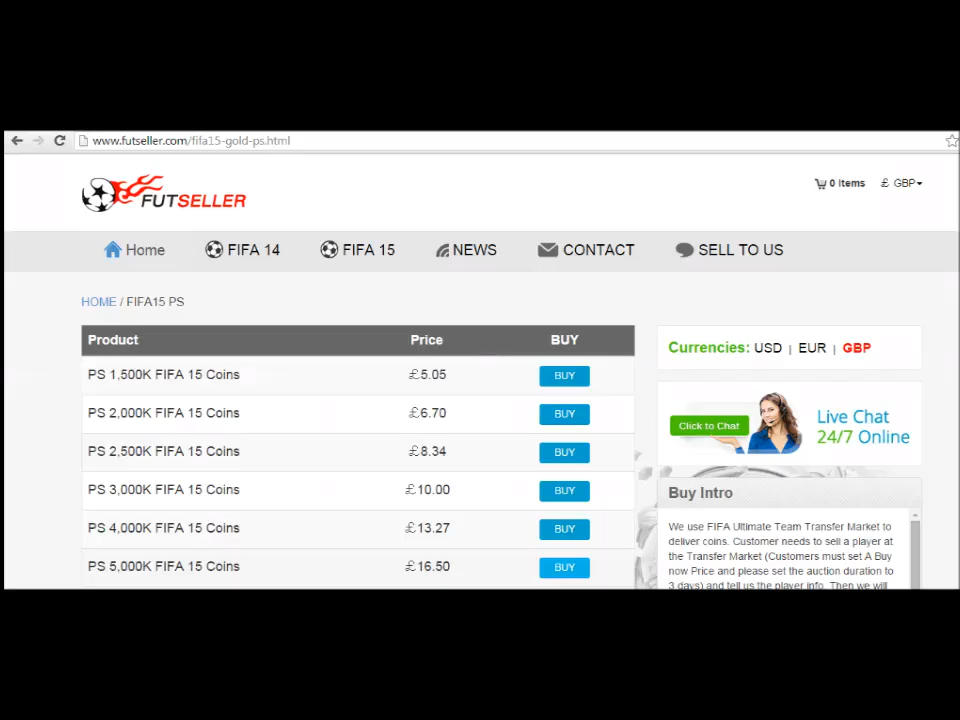 www.futseller.com/fifa15-gold-ps.html
FUTSELLER
0 Items £ GBP
Home FIFA 14 FIFA 15 NEWS CONTACT SELL TO US
HOME / FIFA15 PS
Product Price BUY
PS 1,500K FIFA 15 Coins £5.05 BUY
PS 2,000K FIFA 15 Coins £6.70 BUY
PS 2,500K FIFA 15 Coins £8.34 BUY
PS 3,000K FIFA 15 Coins £10.00 BUY
PS 4,000K FIFA 15 Coins £13.27 BUY
PS 5,000K FIFA 15 Coins £16.50 BUY
Currencies: USD | EUR | GBP
Click to Chat
Live Chat
24/7 Online
Buy Intro
We use FIFA Ultimate Team Transfer Market to
deliver coins. Customer needs to sell a player at
the Transfer Market (Customers must set A Buy
now Price and please set the auction duration to
3 days) and tell us the player info. Then we will